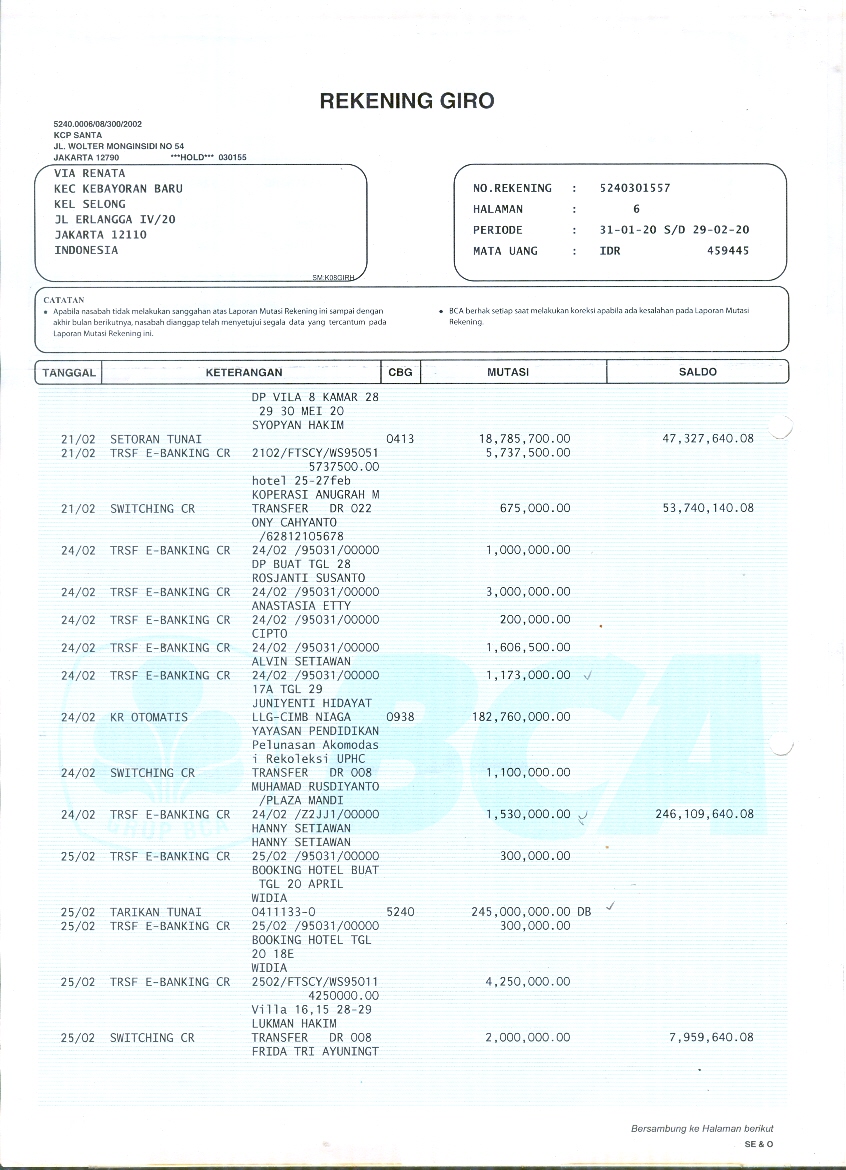 REKENING GIRO
5240.0006/08/300/2002
KCP SANTA
JL. WOLTER MONGINSIDI NO 54
JAKARTA 12790 ***HOLD*** 030155
VIA RENATA
KEC KEBAYORAN BARU
KEL SELONG
JL ERLANGGA IV/20
JAKARTA 12110
INDONESIA
SM:K08GIRH
NO.REKENING : 5240301557
HALAMAN : 6
PERIODE : 31-01-20 S/D 29-02-20
MATA UANG : IDR 459445
CATATAN
• Apabila nasabah tidak melakukan sanggahan atas Laporan Mutasi Rekening ini sampai dengan
akhir bulan berikutnya, nasabah dianggap telah menyetujui segala data yang tercantum pada
Laporan Mutasi Rekening ini.
• BCA berhak setiap saat melakukan koreksi apabila ada kesalahan pada Laporan Mutasi
Rekening.
TANGGAL KETERANGAN CBG MUTASI SALDO
DP VILA 8 KAMAR 28
29 30 MEI 20
SYOPYAN HAKIM
21/02 SETORAN TUNAI 0413 18,785,700.00 47,327,640.08
21/02 TRSF E-BANKING CR 2102/FTSCY/WS95051 5,737,500.00
5737500.00
hotel 25-27feb
KOPERASI ANUGRAH M
21/02 SWITCHING CR TRANSFER DR 022 675,000.00 53,740,140.08
ONY CAHYANTO
/62812105678
24/02 TRSF E-BANKING CR 24/02 /95031/00000 1,000,000.00
DP BUAT TGL 28
ROSJANTI SUSANTO
24/02 TRSF E-BANKING CR 24/02 /95031/00000 3,000,000.00
ANASTASIA ETTY
24/02 TRSF E-BANKING CR 24/02 /95031/00000 200,000.00
CIPTO
24/02 TRSF E-BANKING CR 24/02 /95031/00000 1,606,500.00
ALVIN SETIAWAN
24/02 TRSF E-BANKING CR 24/02 /95031/00000 1,173,000.00
17A TGL 29
JUNIYENTI HIDAYAT
24/02 KR OTOMATIS LLG-CIMB NIAGA 0938 182,760,000.00
YAYASAN PENDIDIKAN
Pelunasan Akomodas
i Rekoleksi UPHC
24/02 SWITCHING CR TRANSFER DR 008 1,100,000.00
MUHAMAD RUSDIYANTO
/PLAZA MANDI
24/02 TRSF E-BANKING CR 24/02 /Z2JJ1/00000 1,530,000.00 246,109,640.08
HANNY SETIAWAN
HANNY SETIAWAN
25/02 TRSF E-BANKING CR 25/02 /95031/00000 300,000.00
BOOKING HOTEL BUAT
TGL 20 APRIL
WIDIA
25/02 TARIKAN TUNAI 0411133-0 5240 245,000,000.00 DB
25/02 TRSF E-BANKING CR 25/02 /95031/00000 300,000.00
BOOKING HOTEL TGL
20 18E
WIDIA
25/02 TRSF E-BANKING CR 2502/FTSCY/WS95011 4,250,000.00
4250000.00
Villa 16,15 28-29
LUKMAN HAKIM
25/02 SWITCHING CR TRANSFER DR 008 2,000,000.00 7,959,640.08
FRIDA TRI AYUNINGT
BCA
GRUP BCA
Bersambung ke Halaman berikut
SE & O